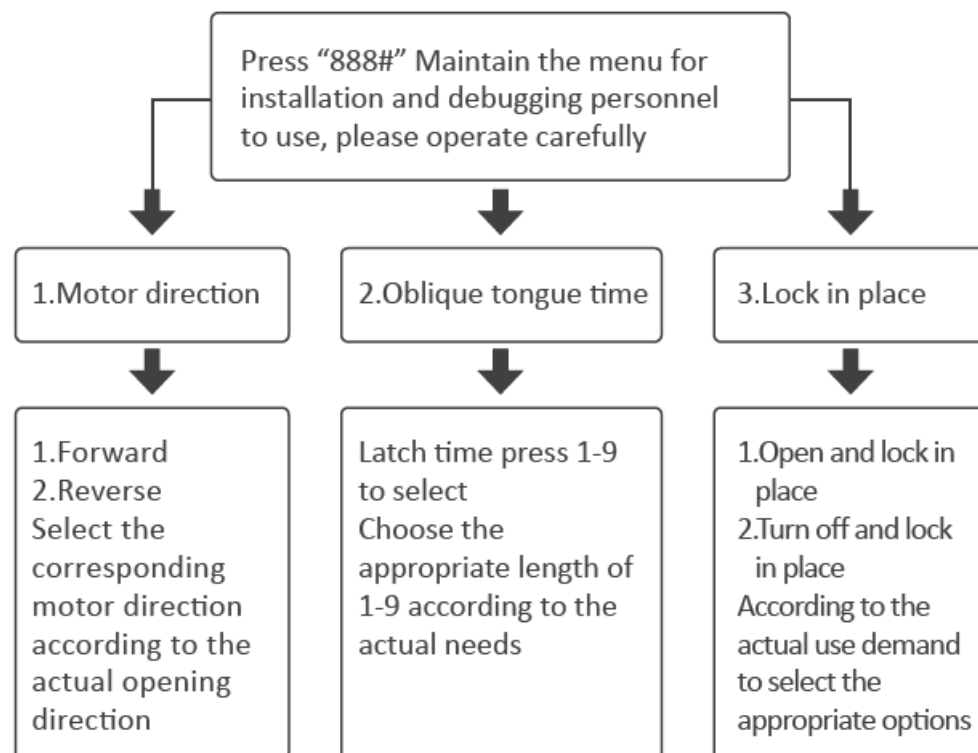 Press “888#” Maintain the menu for
installation and debugging personnel
to use, please operate carefully
1.Motor direction
2.Oblique tongue time
3.Lock in place
1.Forward
2.Reverse
Select the
corresponding
motor direction
according to the
actual opening
direction
Latch time press 1-9
to select
Choose the
appropriate length of
1-9 according to the
actual needs
1.Open and lock in
place
2.Turn off and lock
in place
According to the
actual use demand
to select the
appropriate options